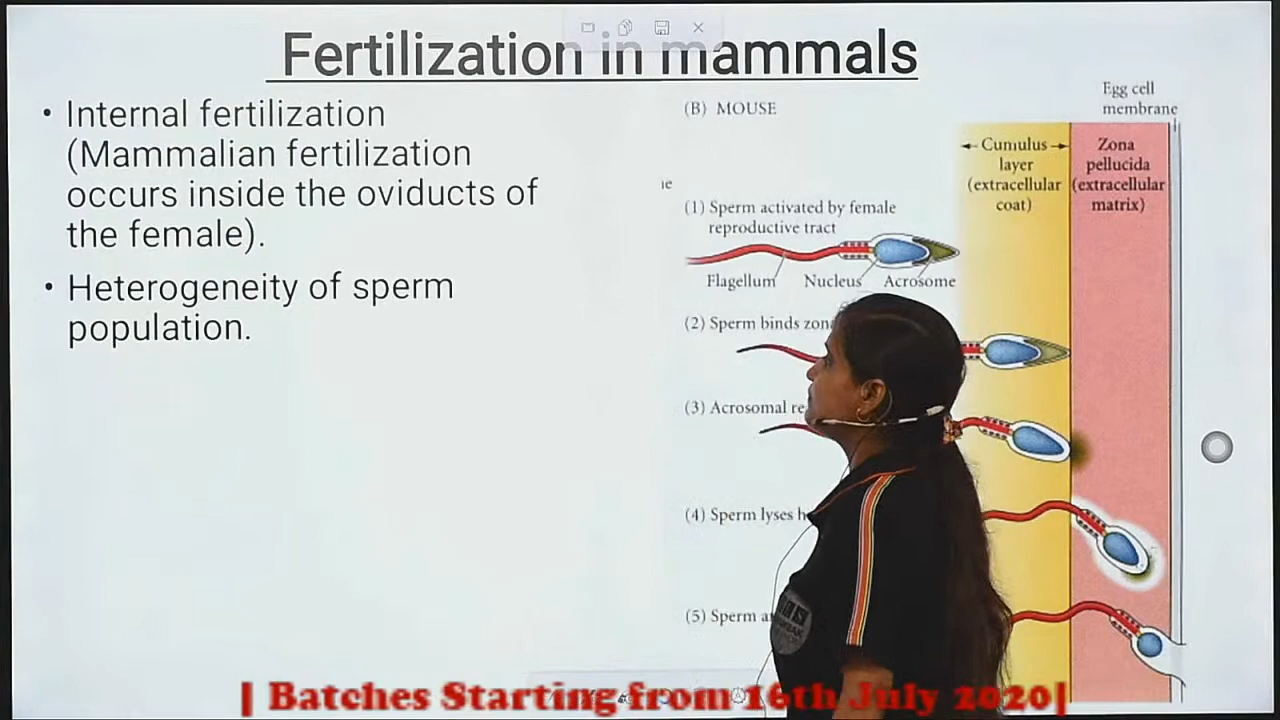 Fertilization in mammals
• Internal fertilization
(Mammalian fertilization
occurs inside the oviducts of
the female).
• Heterogeneity of sperm
population.
Egg cell
membrane
(B) MOUSE
Cumulus
layer
(extracellular
coat)
Zona
pellucida
(extracellular
matrix)
(1) Sperm activated by female
reproductive tract
Flagellum Nucleus Acrosome
(2) Sperm binds
(3) Acrosomal
(4) Sperm lyses
(5) Sperm
| Batches Starting from 16th July 2020|